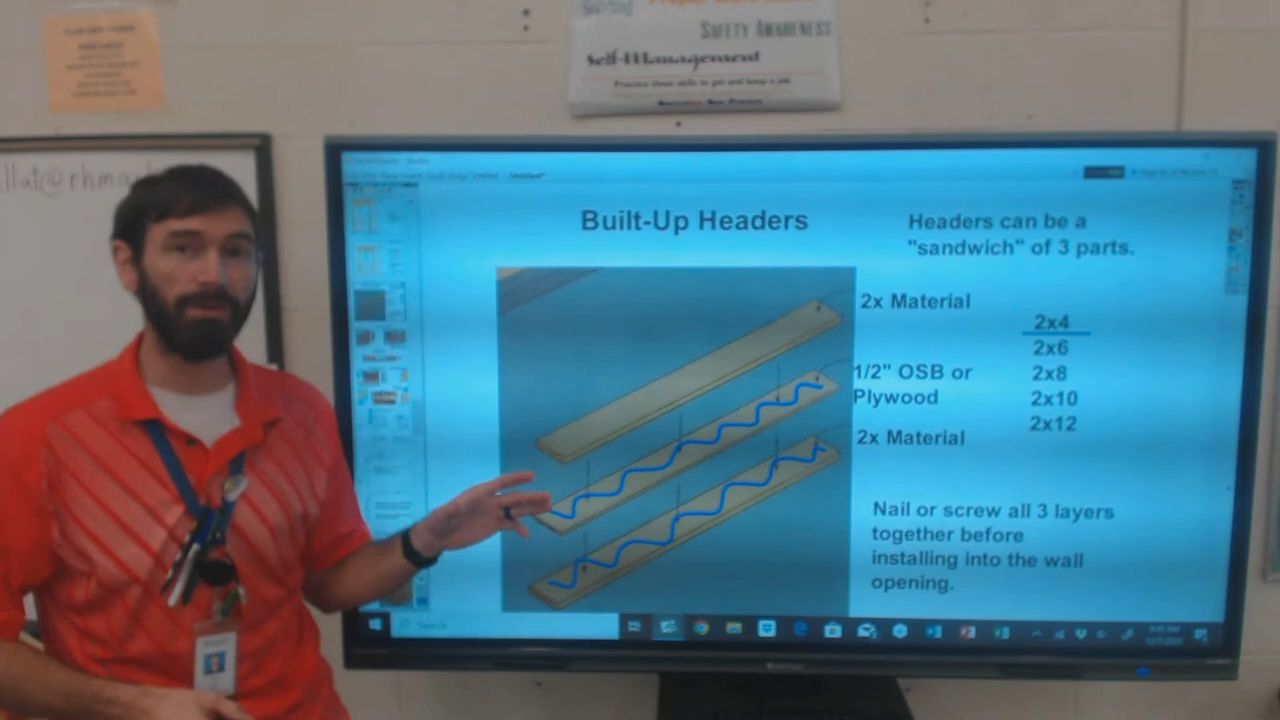 SAFETY AWARENESS
Self-Management
Practice these skills to get and keep a job.
Built-Up Headers
Headers can be a
"sandwich" of 3 parts.
2x Material
2x4
2x6
1/2" OSB or
2x8
Plywood
2x10
2x12
2x Material
Nail or screw all 3 layers
together before
installing into the wall
opening.
Search